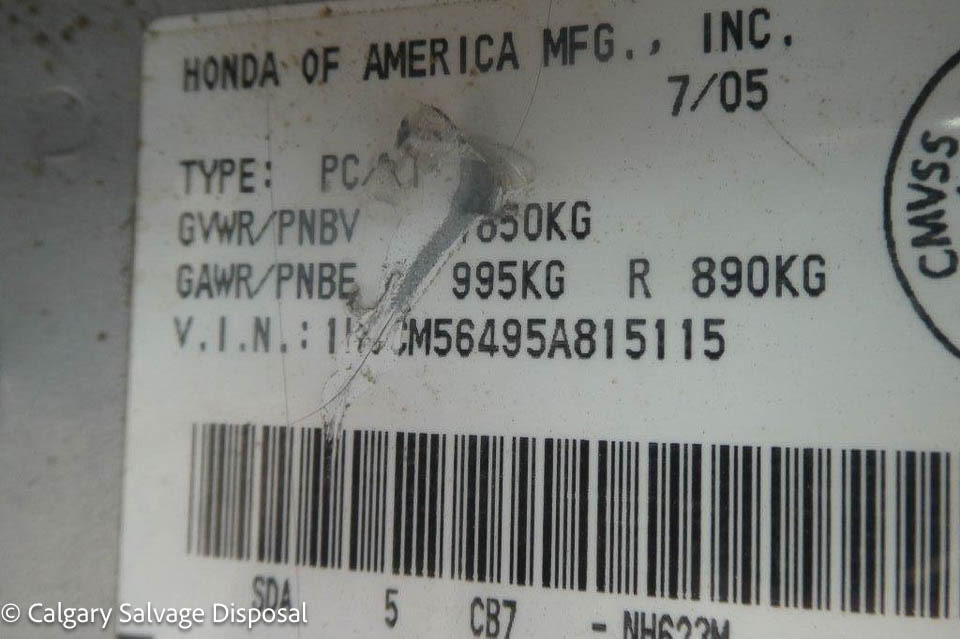 HONDA OF AMERICA MFG., INC.
7/05
TYPE:
GVWR/PNBV
GAWR/PNBE 995KG R 890KG
V.I.N.:
CMVSS
SDA 5 CB7 - NH623M
© Calgary Salvage Disposal